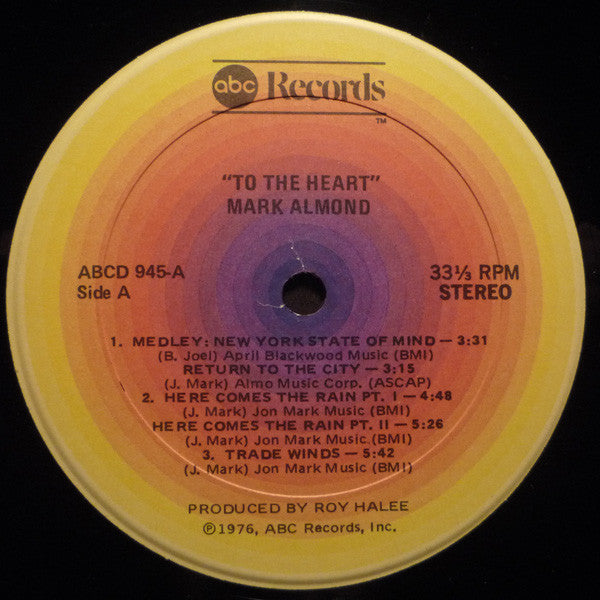 abc Records
TM
"TO THE HEART"
MARK ALMOND
ABCD 945-A 33⅓ RPM
Side A STEREO
1. MEDLEY: NEW YORK STATE OF MIND — 3:31
(B. Joel) April Blackwood Music (BMI)
RETURN TO THE CITY — 3:15
(J. Mark) Almo Music Corp. (ASCAP)
2. HERE COMES THE RAIN PT. I — 4:48
(J. Mark) Jon Mark Music (BMI)
HERE COMES THE RAIN PT. II — 5:26
(J. Mark) Jon Mark Music (BMI)
3. TRADE WINDS — 5:42
(J. Mark) Jon Mark Music (BMI)
PRODUCED BY ROY HALEE
℗1976, ABC Records, Inc.